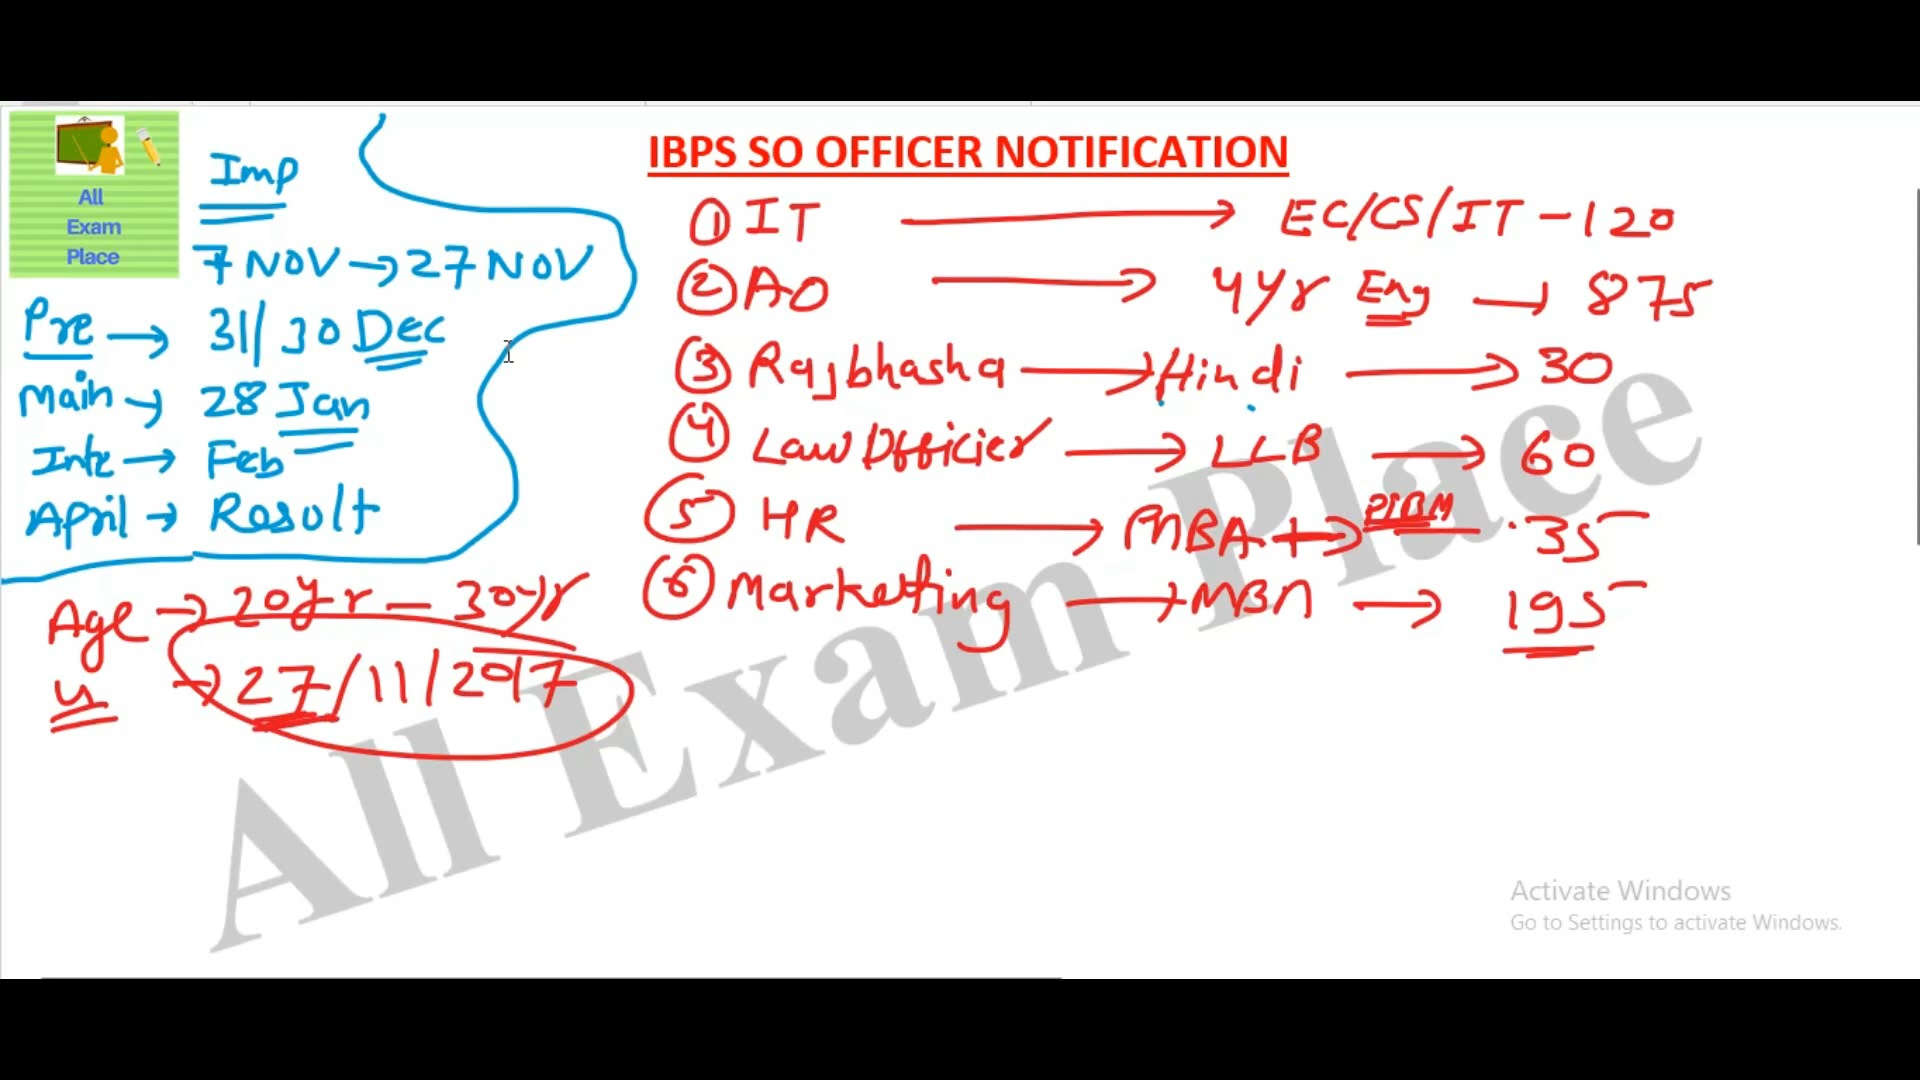 All
Exam
Place
Imp
7 NOV → 27 NOV
Pre → 31/30 Dec
Main → 28 Jan
Inte → Feb
April → Result
Age → 20yr - 30yr
→ 27/11/2017
IBPS SO OFFICER NOTIFICATION
① IT → EC/CS/IT - 120
② AO → 4yr Eng → 875
③ Rajbhasha → Hindi → 30
④ Law Officier → LLB → 60
⑤ HR → MBA → 35
⑥ Marketing → MBA → 195
All Exam Place
Activate Windows
Go to Settings to activate Windows.